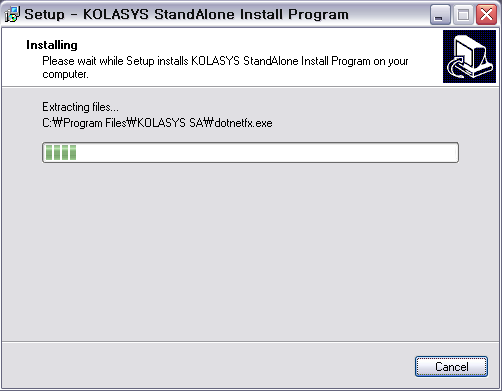 Setup - KOLASYS StandAlone Install Program
Installing
Please wait while Setup installs KOLASYS StandAlone Install Program on your
computer.
Extracting files...
C:₩Program Files₩KOLASYS SA₩dotnetfx.exe
Cancel